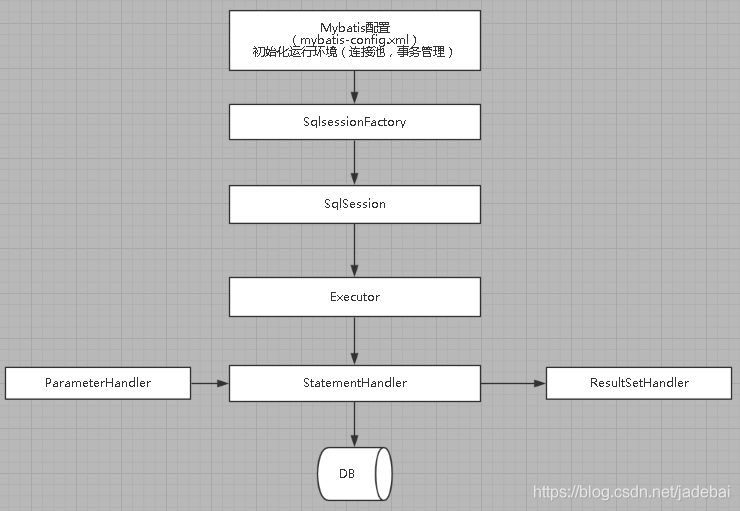 Mybatis配置
（mybatis-config.xml）
初始化运行环境（连接池，事务管理）
SqlsessionFactory
SqlSession
Executor
ParameterHandler
StatementHandler
ResultSetHandler
DB
https://blog.csdn.net/jadebai